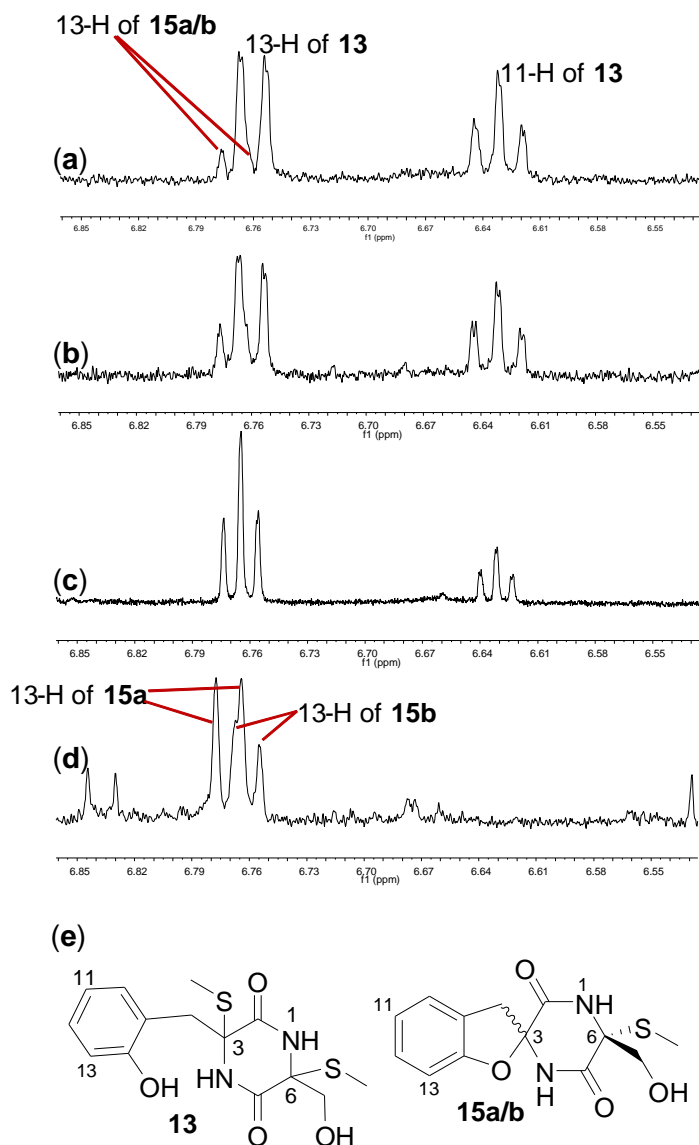 13-H of 15a/b
13-H of 13
11-H of 13
(a)
6.85 6.82 6.79 6.76 6.73 6.70 6.67 6.64 6.61 6.58 6.55
f1 (ppm)
(b)
6.85 6.82 6.79 6.76 6.73 6.70 6.67 6.64 6.61 6.58 6.55
f1 (ppm)
(c)
6.85 6.82 6.79 6.76 6.73 6.70 6.67 6.64 6.61 6.58 6.55
f1 (ppm)
13-H of 15a
13-H of 15b
(d)
6.85 6.82 6.79 6.76 6.73 6.70 6.67 6.64 6.61 6.58 6.55
f1 (ppm)
(e)
11
13
OH
S
O
1
NH
3
HN
6
S
O
OH
13
11
13
O
O
1
NH
3
6
S
N
H
O
OH
15a/b